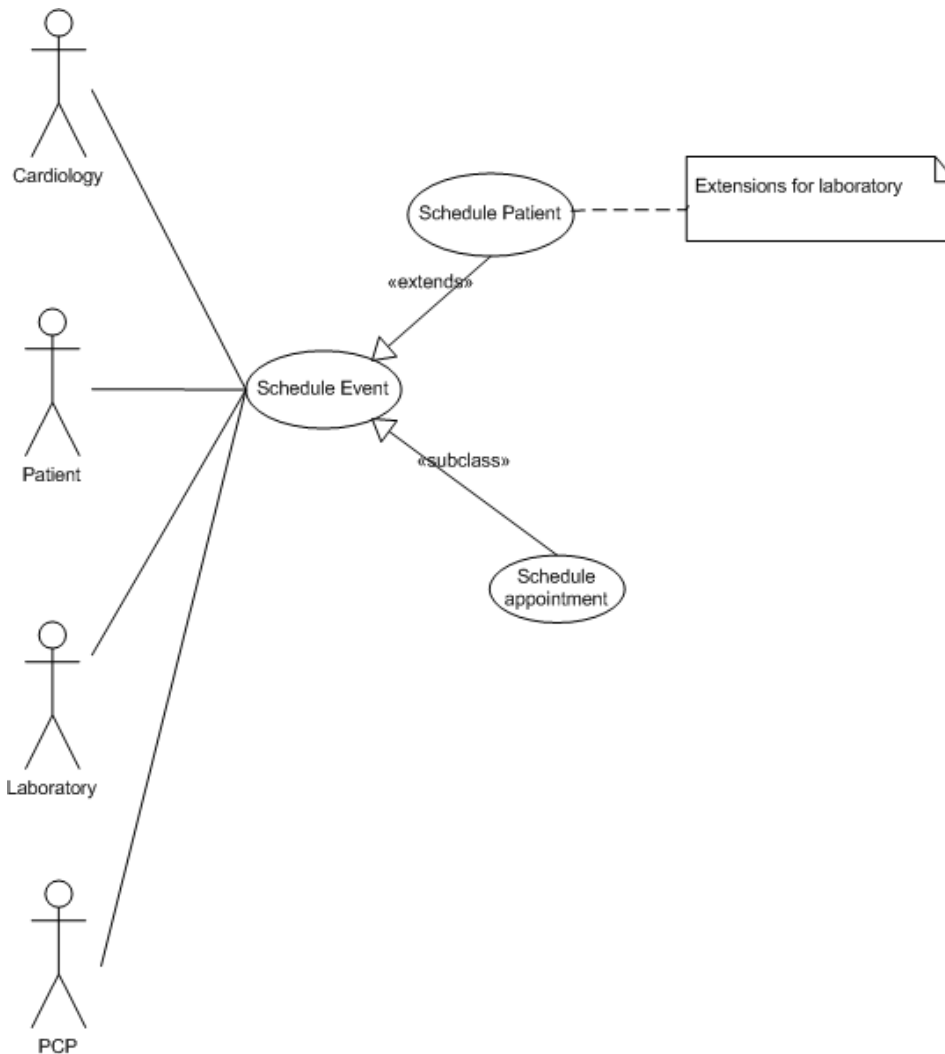 Cardiology
Extensions for laboratory
Schedule Patient
«extends»
Schedule Event
«subclass»
Patient
Schedule
appointment
Laboratory
PCP